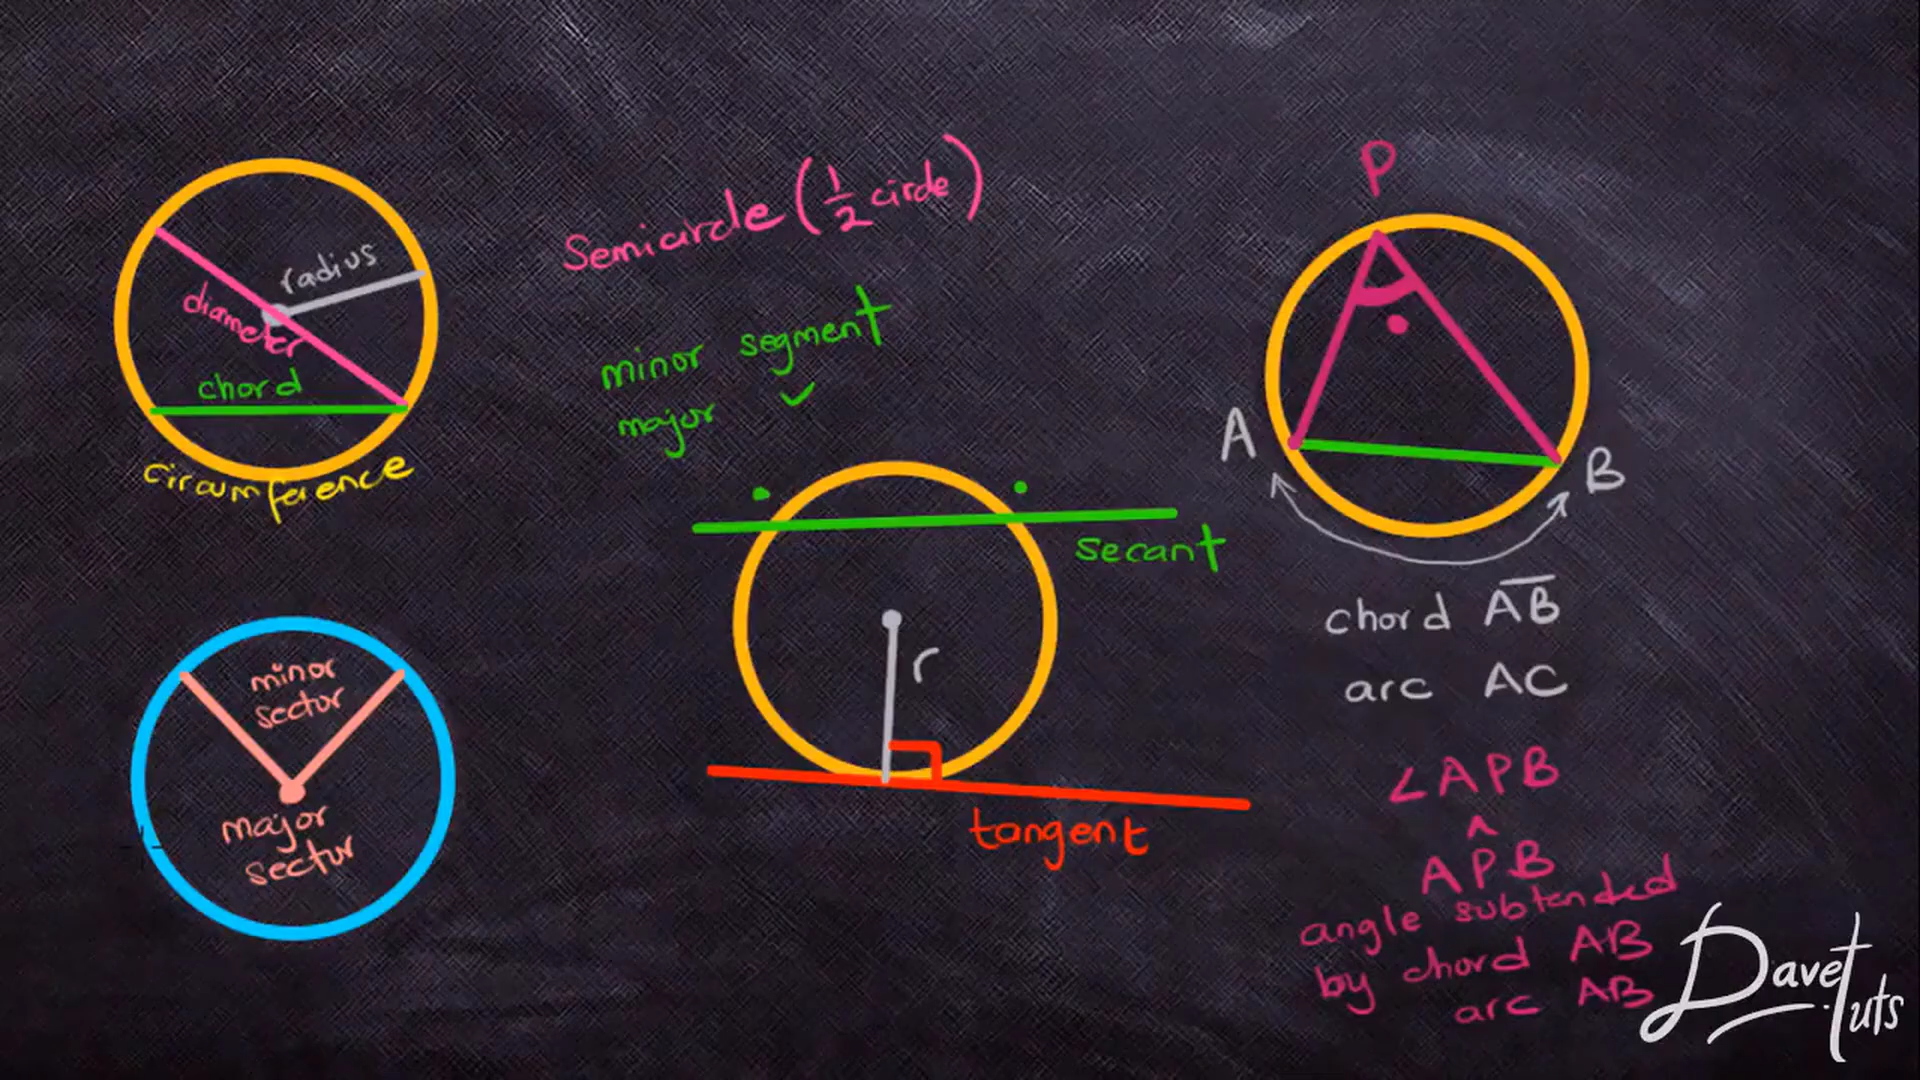 radius
diameter
chord
circumference
Semicircle (1/2 circle)
minor segment
major ✓
minor
sector
major
sector
secant
r
tangent
P
A
B
chord A̅B̅
arc AC
∠APB
^
APB
angle subtended
by chord AB
arc AB
Dave Tuts